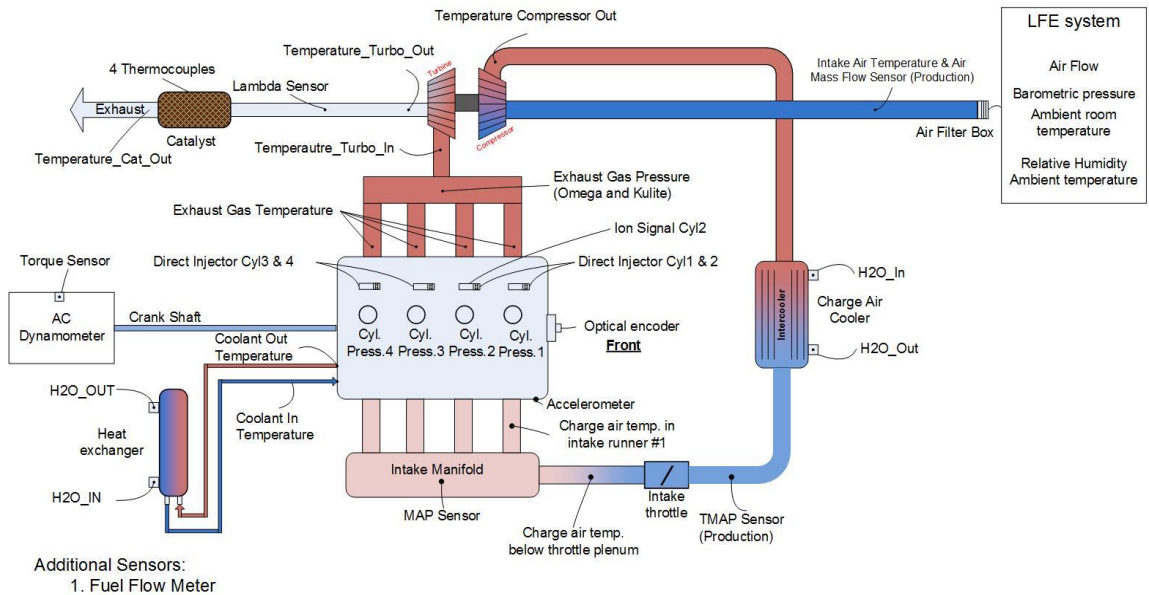 Temperature Compressor Out
LFE system
Temperature_Turbo_Out
4 Thermocouples
Lambda Sensor
Turbine
Intake Air Temperature & Air
Mass Flow Sensor (Production)
Air Flow
Barometric pressure
Ambient room
temperature
Relative Humidity
Ambient temperature
Exhaust
Catalyst
Compressor
Air Filter Box
Temperature_Cat_Out
Temperautre_Turbo_In
Exhaust Gas Pressure
(Omega and Kulite)
Exhaust Gas Temperature
Ion Signal Cyl2
Direct Injector Cyl3 & 4
Direct Injector Cyl1 & 2
Torque Sensor
AC
Dynamometer
Crank Shaft
Cyl.
Press.4
Cyl.
Press.3
Cyl.
Press.2
Cyl.
Press.1
Optical encoder
Front
Intercooler
H2O_In
Charge Air
Cooler
H2O_Out
Coolant Out
Temperature
H2O_OUT
Heat
exchanger
H2O_IN
Coolant In
Temperature
Accelerometer
Charge air temp. in
intake runner #1
Intake Manifold
MAP Sensor
Intake
throttle
Charge air temp.
below throttle plenum
TMAP Sensor
(Production)
Additional Sensors:
1. Fuel Flow Meter